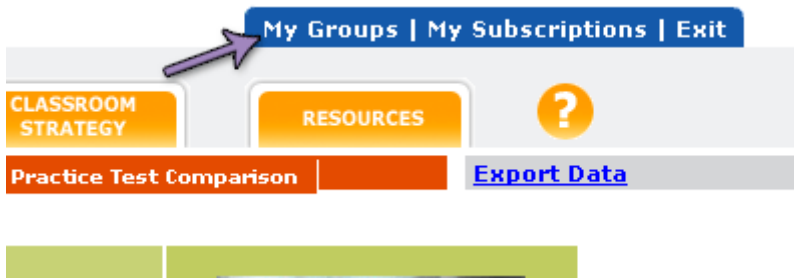 My Groups | My Subscriptions | Exit
CLASSROOM
STRATEGY
RESOURCES
?
Practice Test Comparison
Export Data